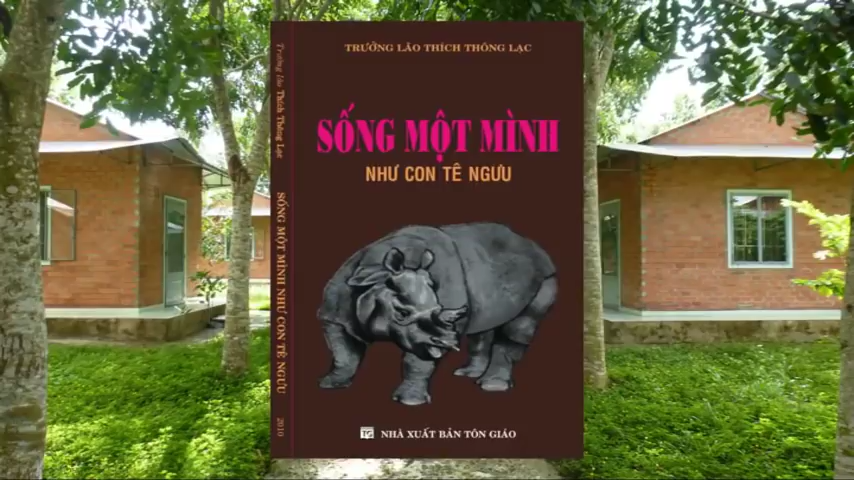 TRƯỞNG LÃO THÍCH THÔNG LẠC
SỐNG MỘT MÌNH
NHƯ CON TÊ NGƯU
TG NHÀ XUẤT BẢN TÔN GIÁO
Trưởng lão Thích Thông Lạc
SỐNG MỘT MÌNH NHƯ CON TÊ NGƯU
2010